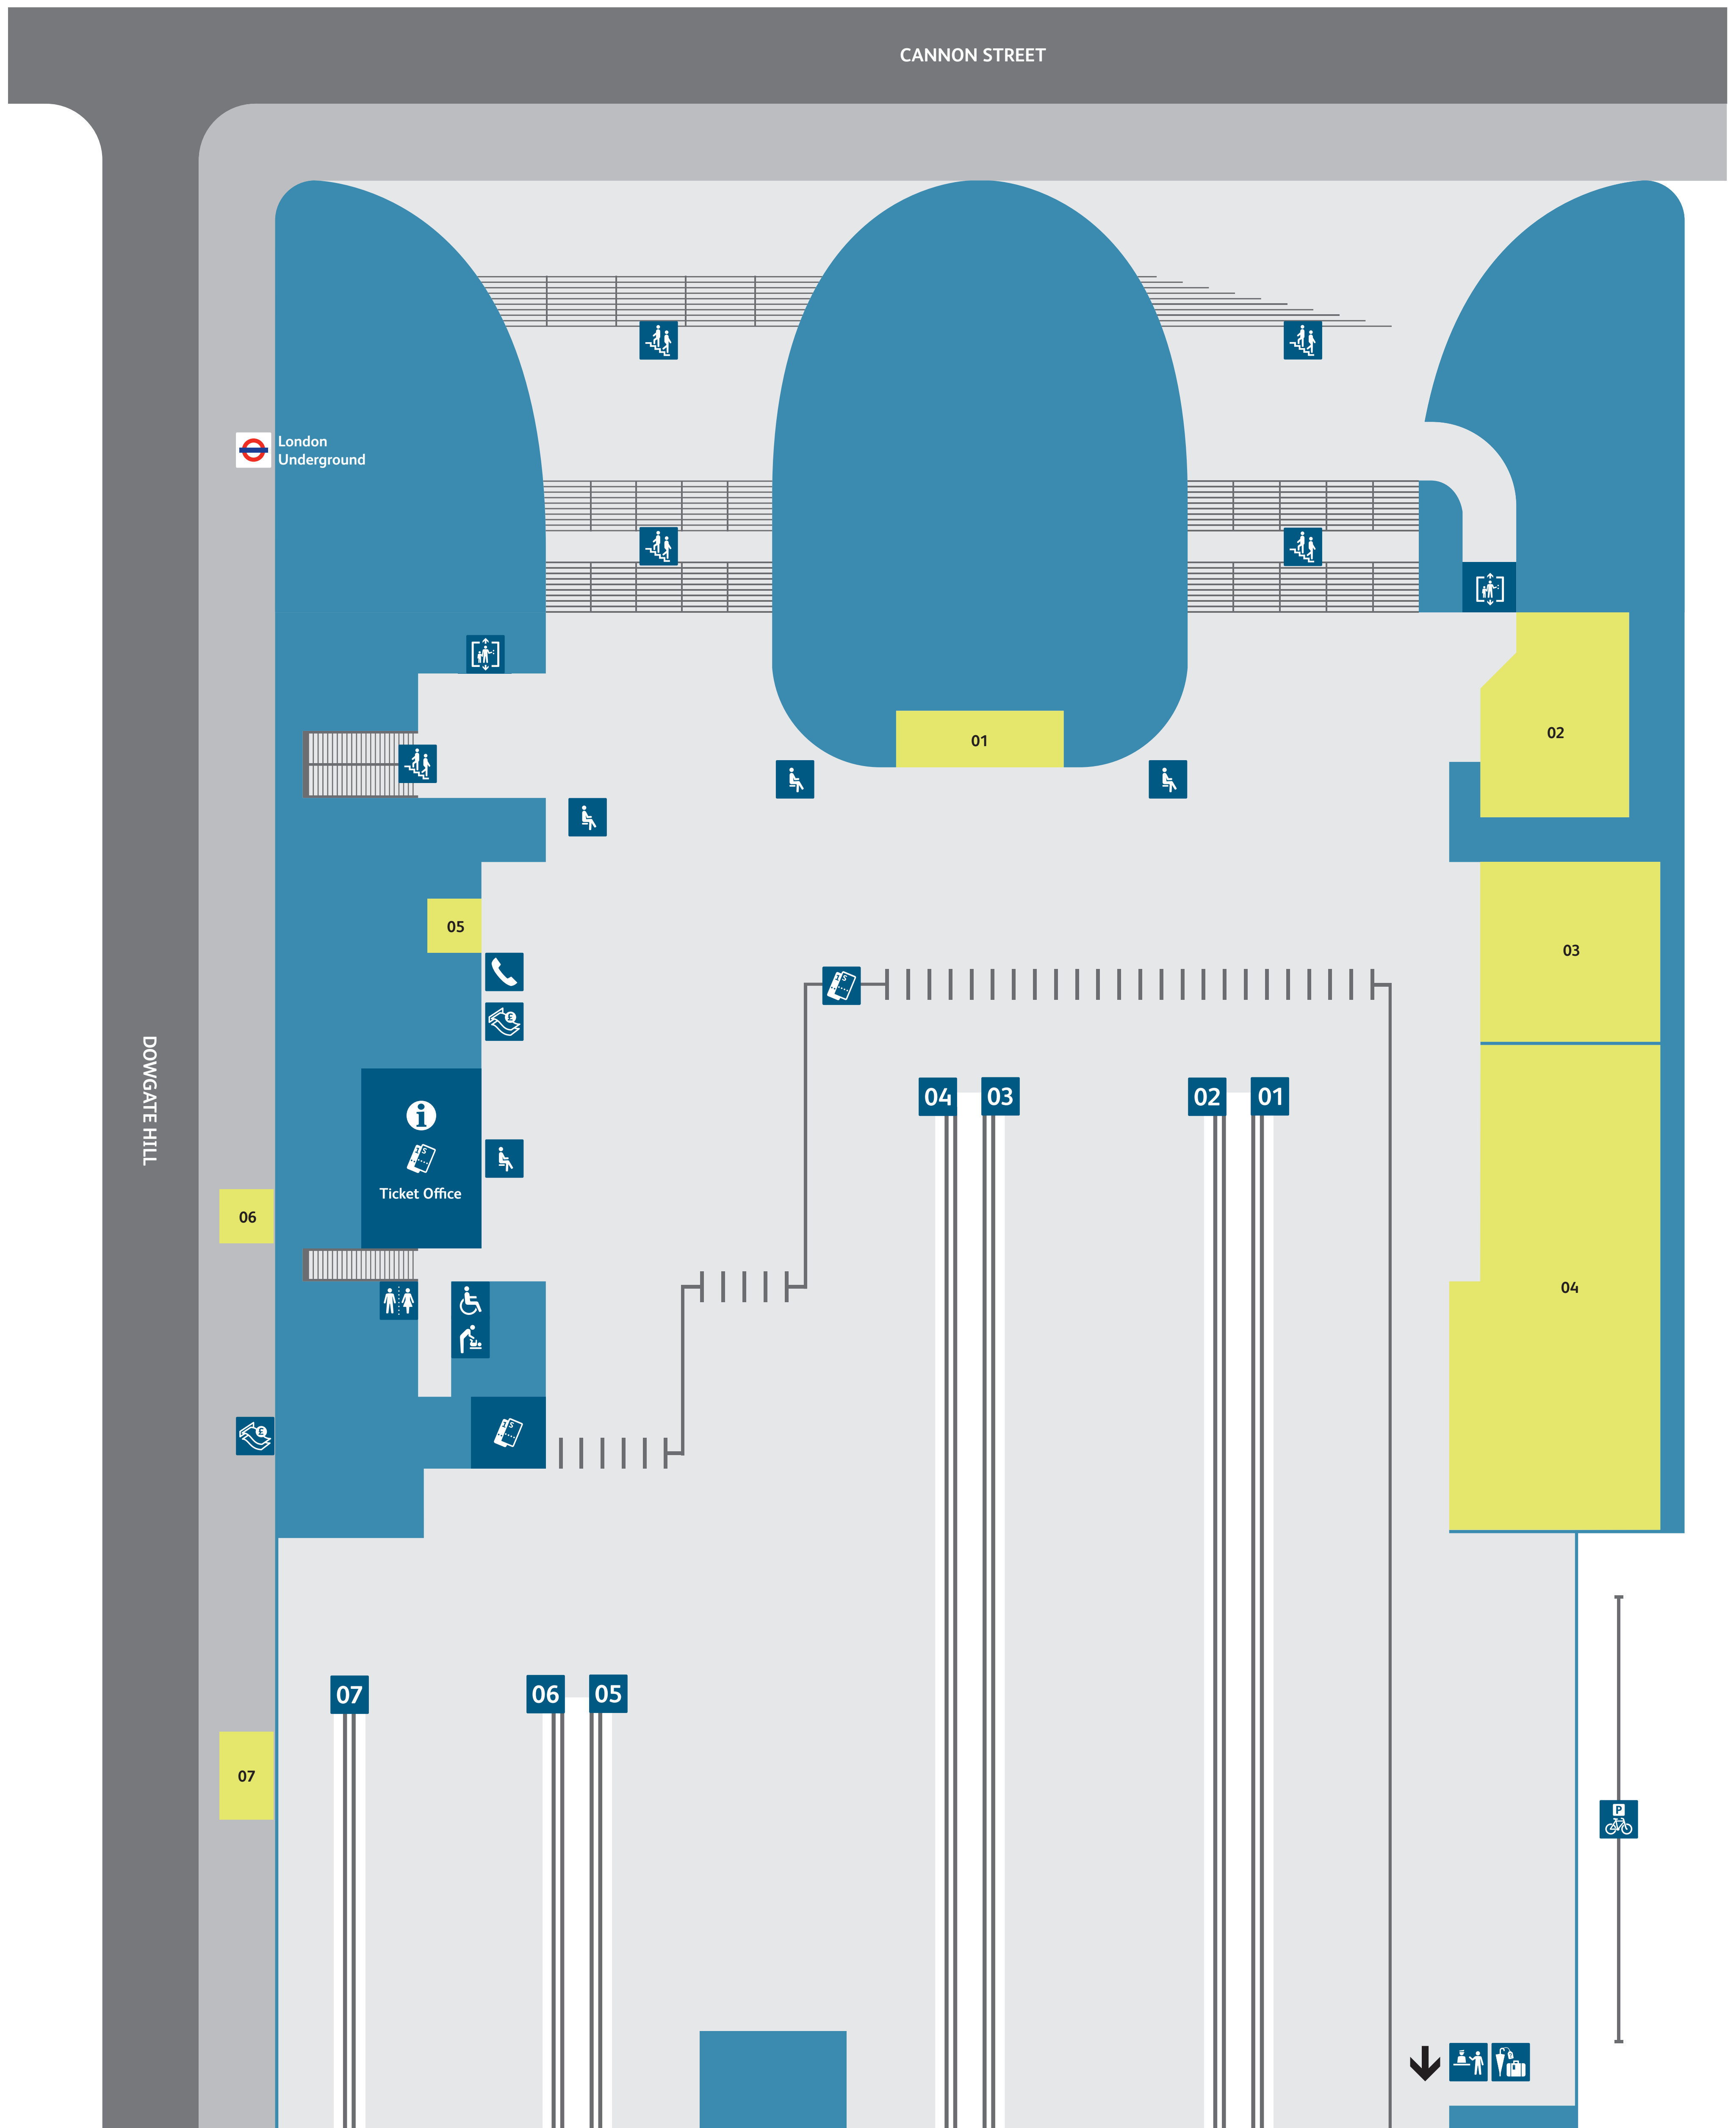 CANNON STREET
London
Underground
01
02
05
03
04
03
02
01
DOWGATE HILL
£
i
Ticket Office
06
04
£
07
06
05
07
P